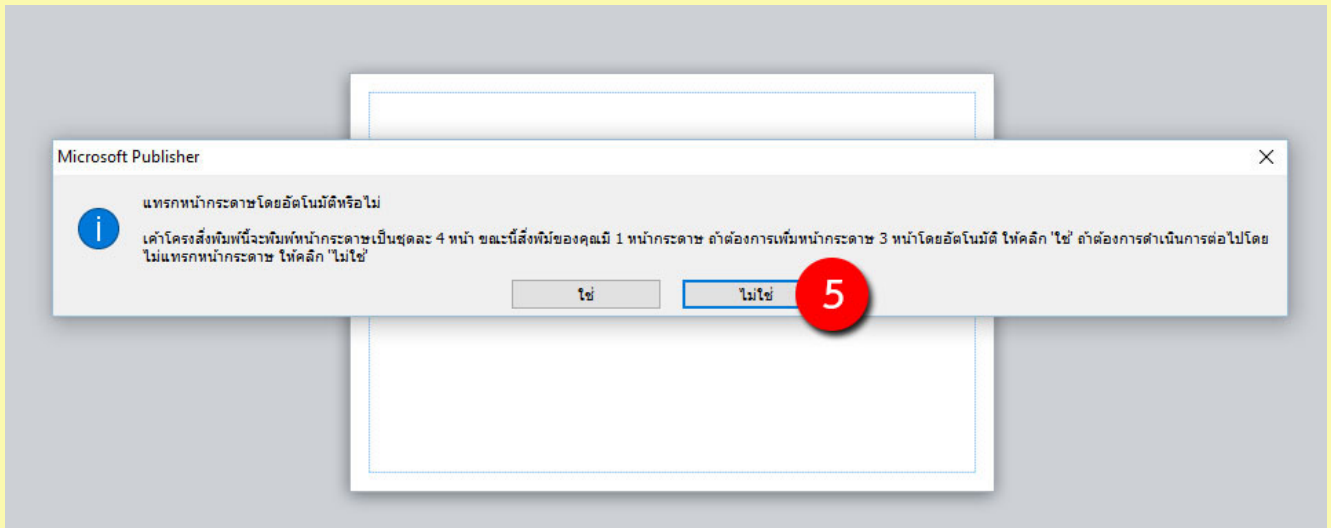 Microsoft Publisher
แทรกหน้ากระดาษโดยอัตโนมัติหรือไม่
เค้าโครงสิ่งพิมพ์นี้จะพิมพ์หน้ากระดาษเป็นชุดละ 4 หน้า ขณะนี้สิ่งพิม์ของคุณมี 1 หน้ากระดาษ ถ้าต้องการเพิ่มหน้ากระดาษ 3 หน้าโดยอัตโนมัติ ให้คลิก 'ใช่' ถ้าต้องการดำเนินการต่อไปโดย
ไม่แทรกหน้ากระดาษ ให้คลิก 'ไม่ใช่'
ใช่ ไม่ใช่ 5